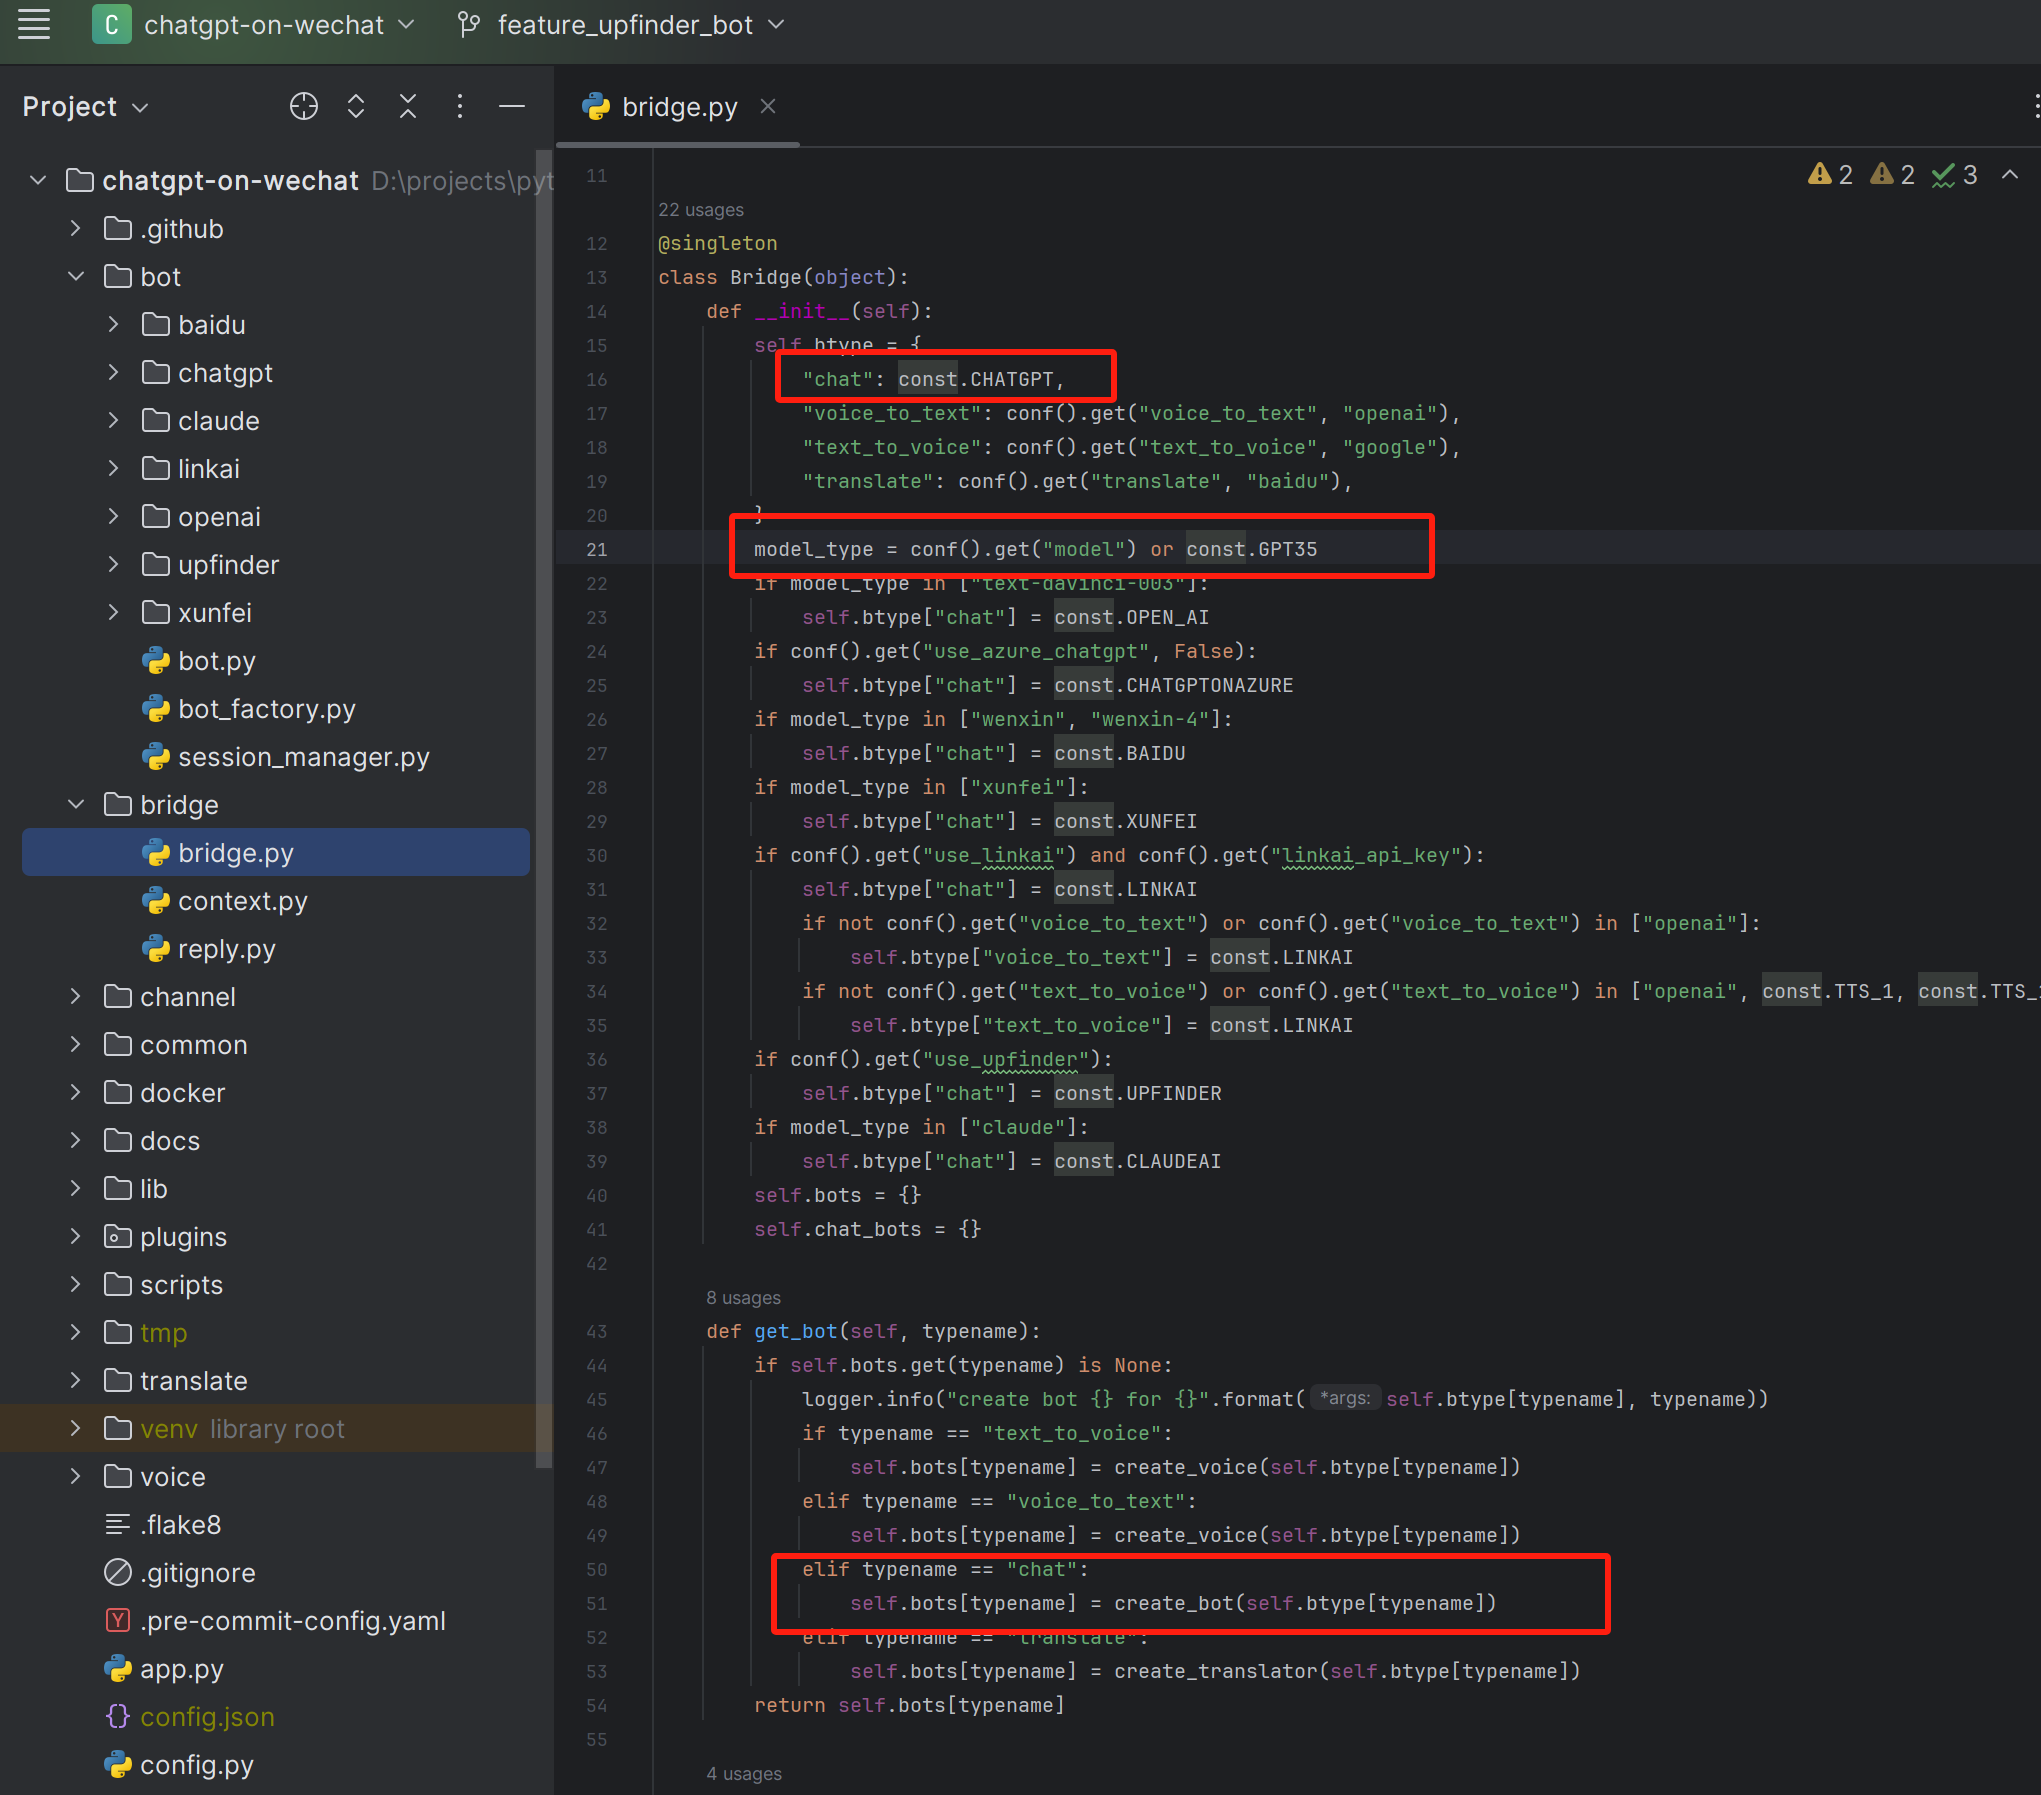 C chatgpt-on-wechat feature_upfinder_bot
Project
chatgpt-on-wechat D:\projects\pyt
.github
bot
baidu
chatgpt
claude
linkai
openai
upfinder
xunfei
bot.py
bot_factory.py
session_manager.py
bridge
bridge.py
context.py
reply.py
channel
common
docker
docs
lib
plugins
scripts
tmp
translate
venv library root
voice
.flake8
.gitignore
Y .pre-commit-config.yaml
app.py
{} config.json
config.py
bridge.py
2 2 3
11
22 usages
12 @singleton
13 class Bridge(object):
14 def __init__(self):
15 self.btype = {
16 "chat": const.CHATGPT,
17 "voice_to_text": conf().get("voice_to_text", "openai"),
18 "text_to_voice": conf().get("text_to_voice", "google"),
19 "translate": conf().get("translate", "baidu"),
20 }
21 model_type = conf().get("model") or const.GPT35
22 if model_type in ["text-davinci-003"]:
23 self.btype["chat"] = const.OPEN_AI
24 if conf().get("use_azure_chatgpt", False):
25 self.btype["chat"] = const.CHATGPTONAZURE
26 if model_type in ["wenxin", "wenxin-4"]:
27 self.btype["chat"] = const.BAIDU
28 if model_type in ["xunfei"]:
29 self.btype["chat"] = const.XUNFEI
30 if conf().get("use_linkai") and conf().get("linkai_api_key"):
31 self.btype["chat"] = const.LINKAI
32 if not conf().get("voice_to_text") or conf().get("voice_to_text") in ["openai"]:
33 self.btype["voice_to_text"] = const.LINKAI
34 if not conf().get("text_to_voice") or conf().get("text_to_voice") in ["openai", const.TTS_1, const.TTS_
35 self.btype["text_to_voice"] = const.LINKAI
36 if conf().get("use_upfinder"):
37 self.btype["chat"] = const.UPFINDER
38 if model_type in ["claude"]:
39 self.btype["chat"] = const.CLAUDEAI
40 self.bots = {}
41 self.chat_bots = {}
42
8 usages
43 def get_bot(self, typename):
44 if self.bots.get(typename) is None:
45 logger.info("create bot {} for {}".format( *args: self.btype[typename], typename))
46 if typename == "text_to_voice":
47 self.bots[typename] = create_voice(self.btype[typename])
48 elif typename == "voice_to_text":
49 self.bots[typename] = create_voice(self.btype[typename])
50 elif typename == "chat":
51 self.bots[typename] = create_bot(self.btype[typename])
52 elif typename == "translate":
53 self.bots[typename] = create_translator(self.btype[typename])
54 return self.bots[typename]
55
4 usages